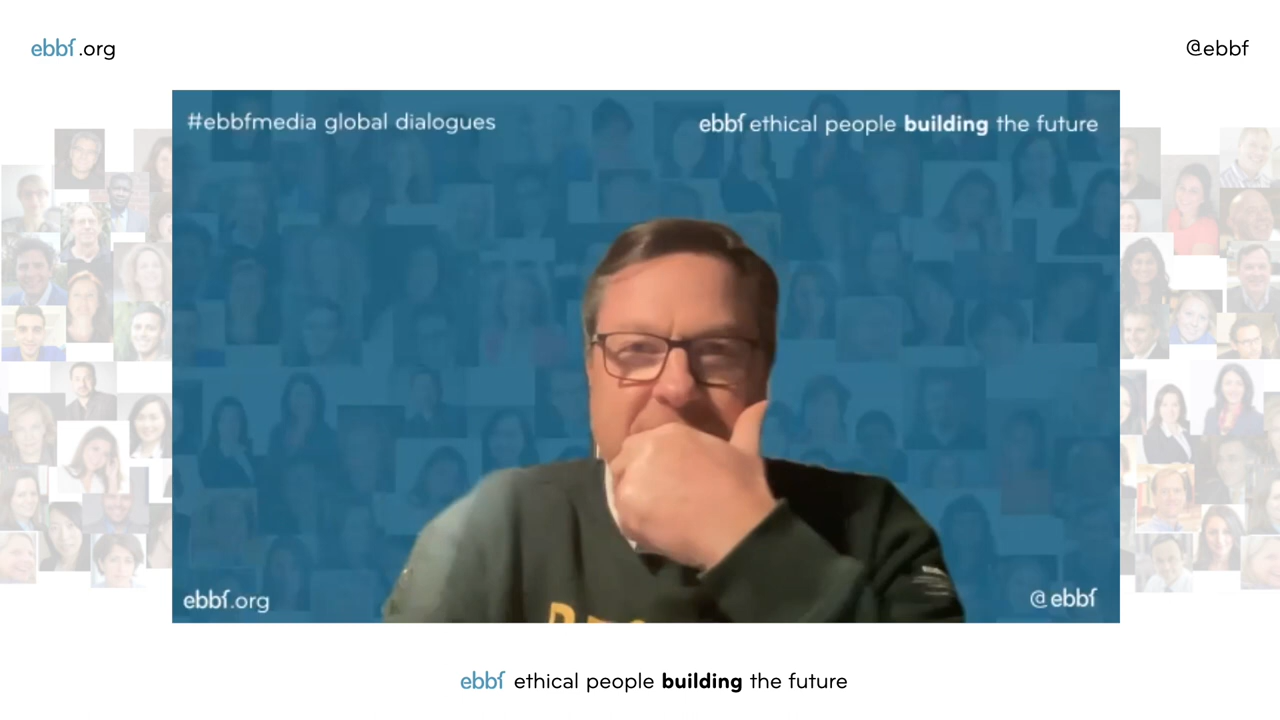 ebbf.org
@ebbf
#ebbfmedia global dialogues
ebbf ethical people building the future
ebbf.org
@ebbf
ebbf ethical people building the future